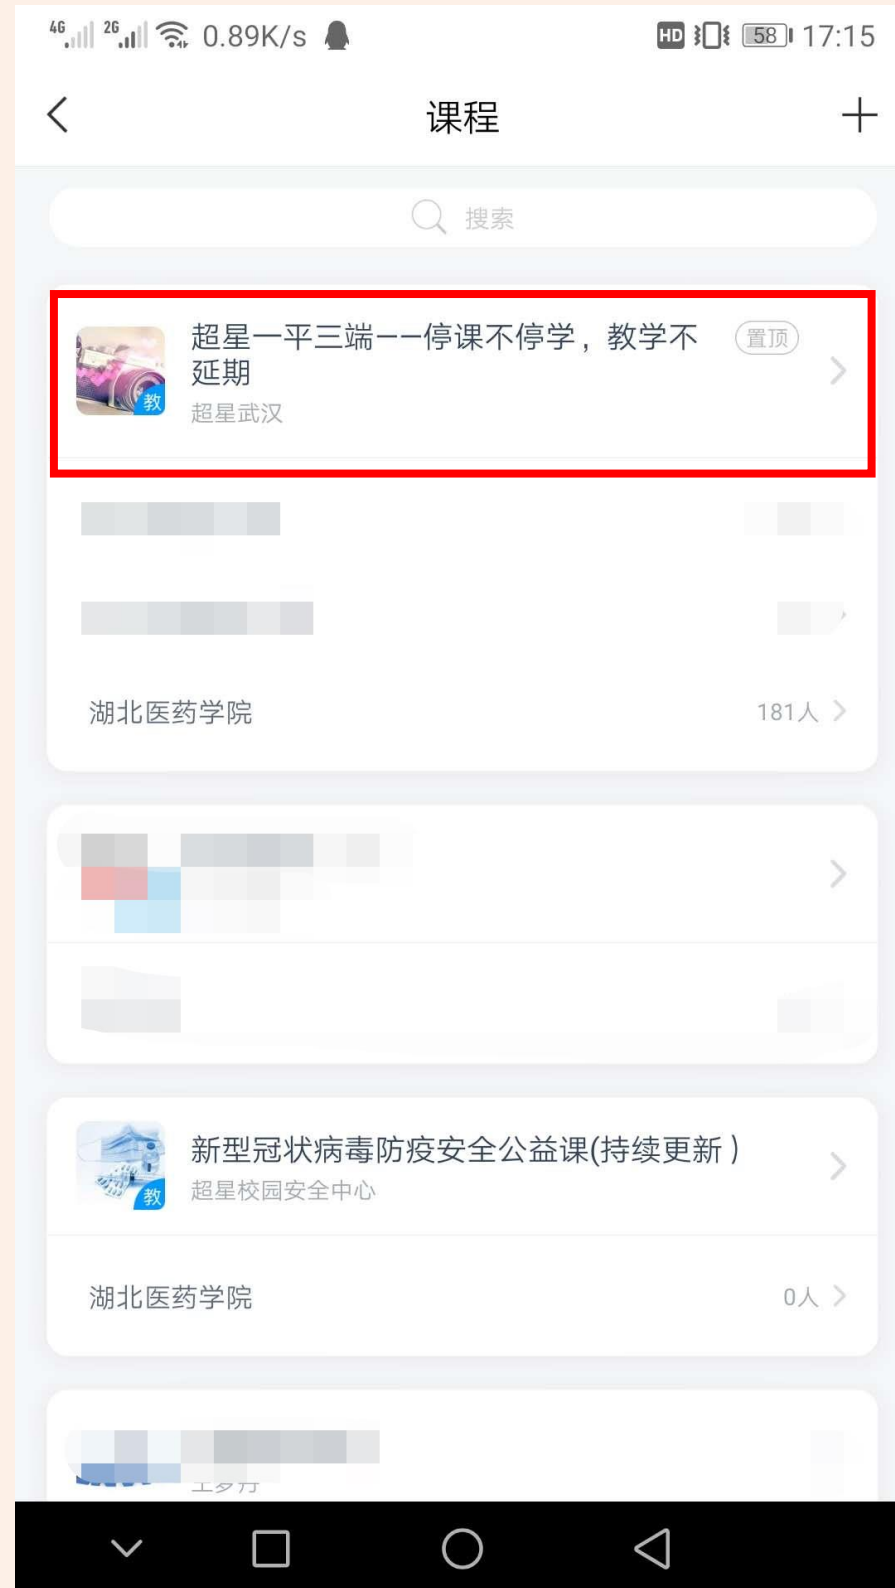 4G 2G 0.89K/s HD 58 17:15
课程
搜索
超星一平三端——停课不停学，教学不 置顶
延期
教
超星武汉
湖北医药学院 181人
新型冠状病毒防疫安全公益课(持续更新）
教
超星校园安全中心
湖北医药学院 0人